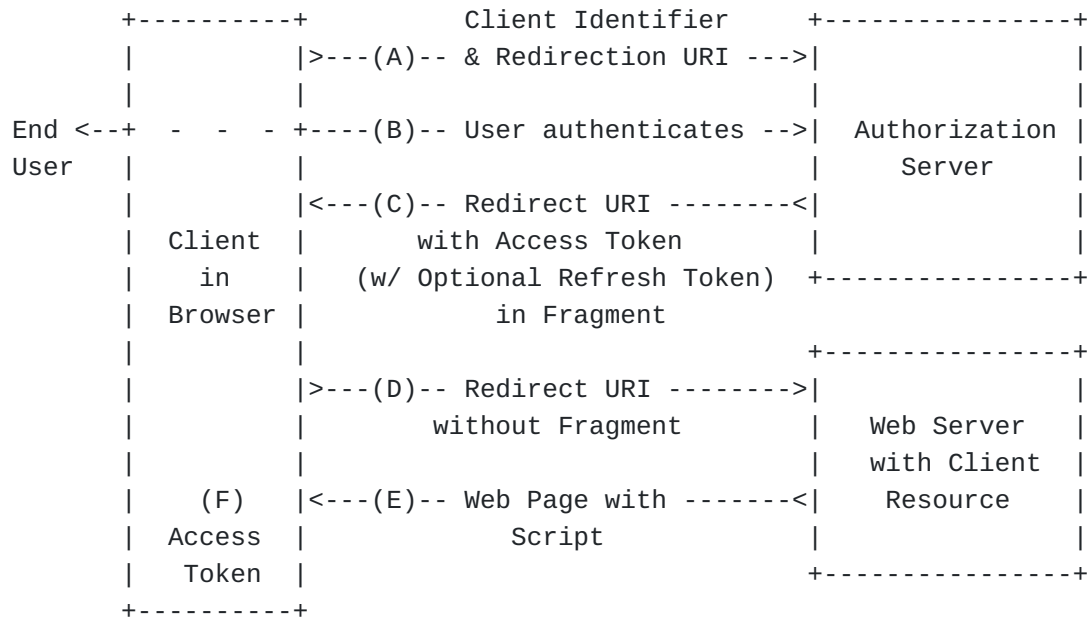 +----------+          Client Identifier     +----------------+
     |          |>---(A)-- & Redirection URI --->|                |
     |          |                                |                |
End <--+  -  -  - +----(B)-- User authenticates -->|  Authorization |
User |          |                                |     Server     |
     |          |<---(C)-- Redirect URI --------<|                |
     |  Client  |       with Access Token        |                |
     |    in    |   (w/ Optional Refresh Token)  +----------------+
     |  Browser |            in Fragment
     |          |                                +----------------+
     |          |>---(D)-- Redirect URI -------->|                |
     |          |        without Fragment        |   Web Server   |
     |          |                                |   with Client  |
     |    (F)   |<---(E)-- Web Page with -------<|    Resource    |
     |  Access  |             Script             |                |
     |   Token  |                                +----------------+
     +----------+